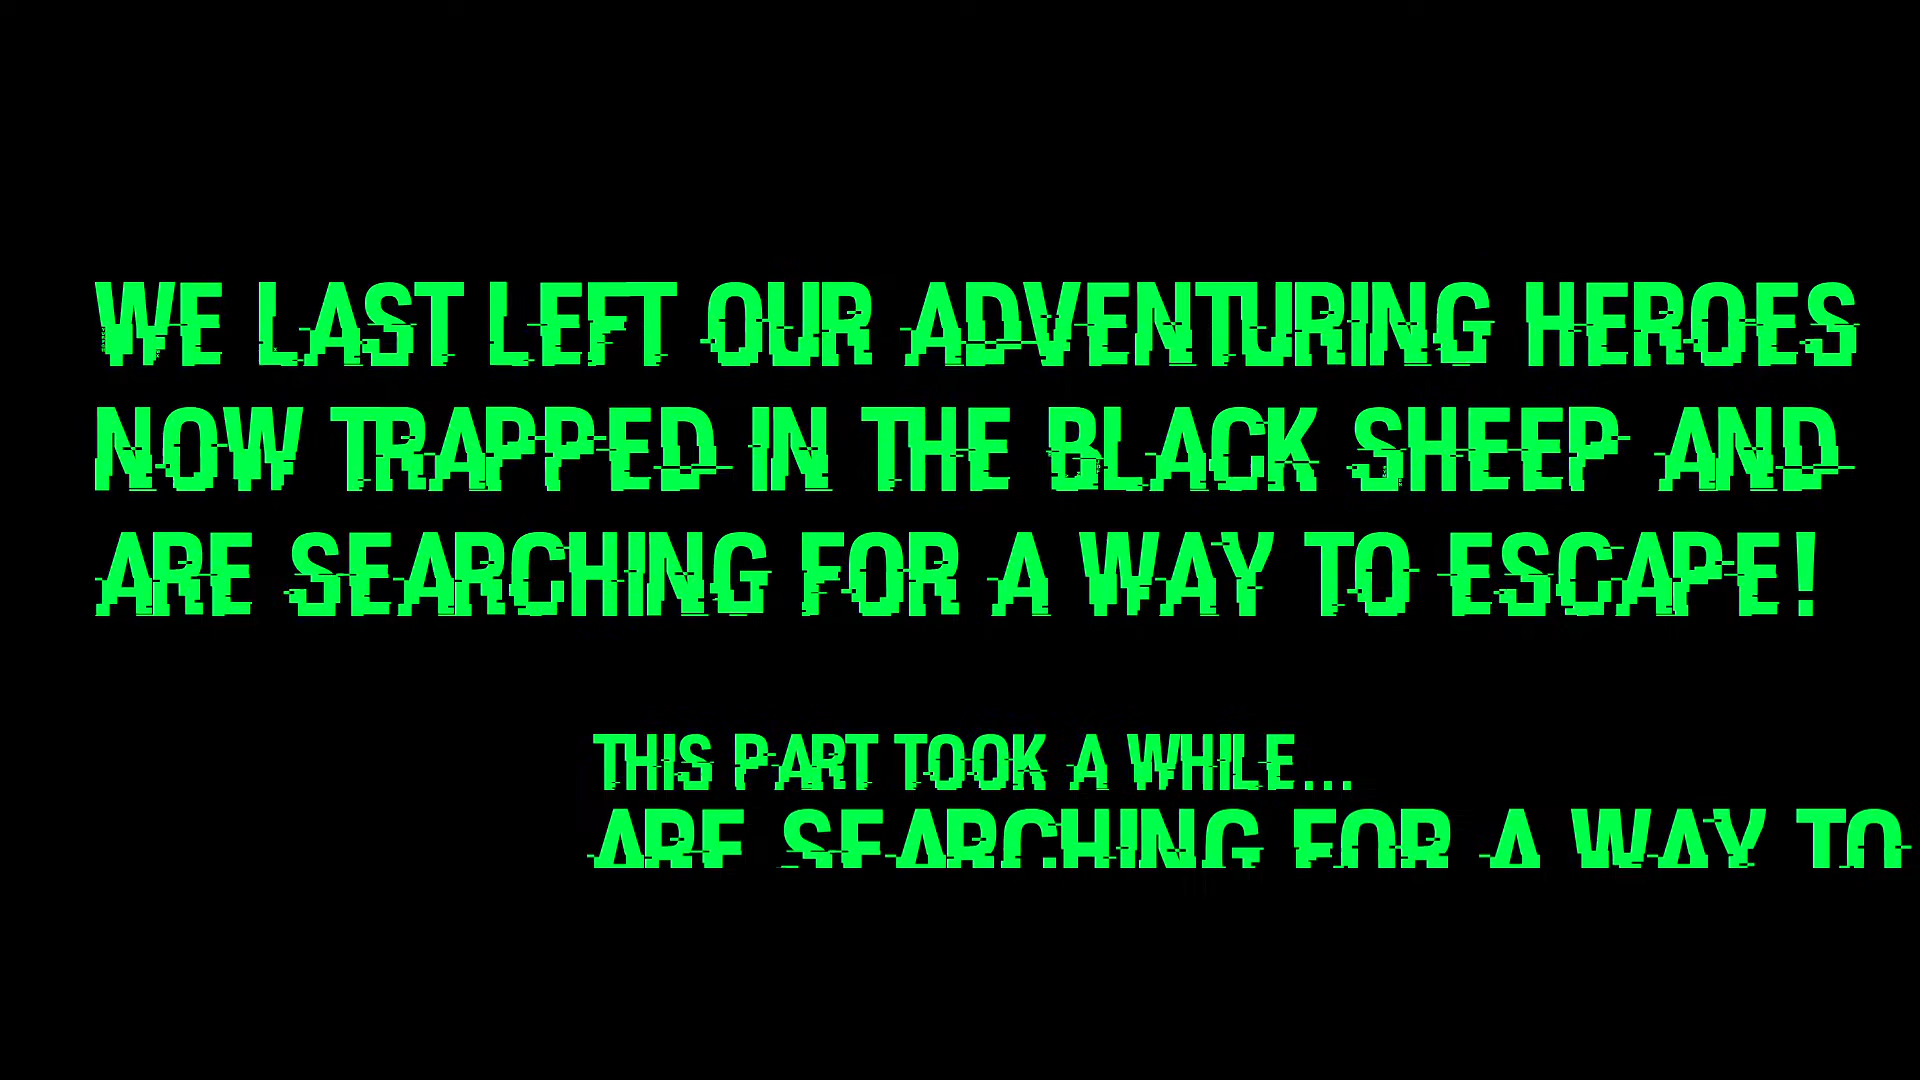 WE LAST LEFT OUR ADVENTURING HEROES
NOW TRAPPED IN THE BLACK SHEEP AND
ARE SEARCHING FOR A WAY TO ESCAPE!
THIS PART TOOK A WHILE...
ARE SEARCHING FOR A WAY TO